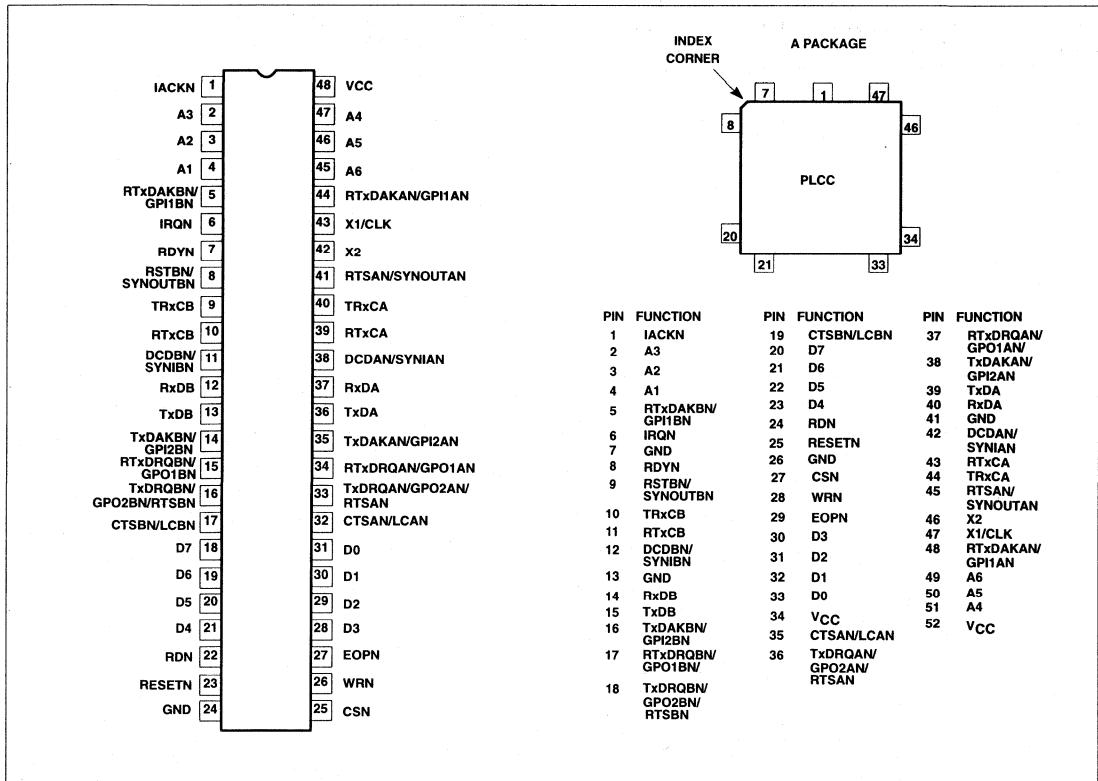 IACKN 1
A3 2
A2 3
A1 4
RTxDAKBN/
GPI1BN 5
IRQN 6
RDYN 7
RSTBN/
SYNOUTBN 8
TRxCB 9
RTxCB 10
DCDBN/
SYNIBN 11
RxDB 12
TxDB 13
TxDAKBN/
GPI2BN 14
RTxDRQBN/
GPO1BN 15
TxDRQBN/
GPO2BN/RTSBN 16
CTSBN/LCBN 17
D7 18
D6 19
D5 20
D4 21
RDN 22
RESETN 23
GND 24
48 VCC
47 A4
46 A5
45 A6
44 RTxDAKAN/GPI1AN
43 X1/CLK
42 X2
41 RTSAN/SYNOUTAN
40 TRxCA
39 RTxCA
38 DCDAN/SYNIAN
37 RxDA
36 TxDA
35 TxDAKAN/GPI2AN
34 RTxDRQAN/GPO1AN
33 TxDRQAN/GPO2AN/
RTSAN
32 CTSAN/LCAN
31 D0
30 D1
29 D2
28 D3
27 EOPN
26 WRN
25 CSN
INDEX
CORNER
A PACKAGE
7 1 47
8 46
PLCC
20 34
21 33
PIN FUNCTION
1 IACKN
2 A3
3 A2
4 A1
5 RTxDAKBN/
GPI1BN
6 IRQN
7 GND
8 RDYN
9 RSTBN/
SYNOUTBN
10 TRxCB
11 RTxCB
12 DCDBN/
SYNIBN
13 GND
14 RxDB
15 TxDB
16 TxDAKBN/
GPI2BN
17 RTxDRQBN/
GPO1BN/
18 TxDRQBN/
GPO2BN/
RTSBN
PIN FUNCTION
19 CTSBN/LCBN
20 D7
21 D6
22 D5
23 D4
24 RDN
25 RESETN
26 GND
27 CSN
28 WRN
29 EOPN
30 D3
31 D2
32 D1
33 D0
34 VCC
35 CTSAN/LCAN
36 TxDRQAN/
GPO2AN/
RTSAN
PIN FUNCTION
37 RTxDRQAN/
GPO1AN/
38 TxDAKAN/
GPI2AN
39 TxDA
40 RxDA
41 GND
42 DCDAN/
SYNIAN
43 RTxCA
44 TRxCA
45 RTSAN/
SYNOUTAN
46 X2
47 X1/CLK
48 RTxDAKAN/
GPI1AN
49 A6
50 A5
51 A4
52 VCC